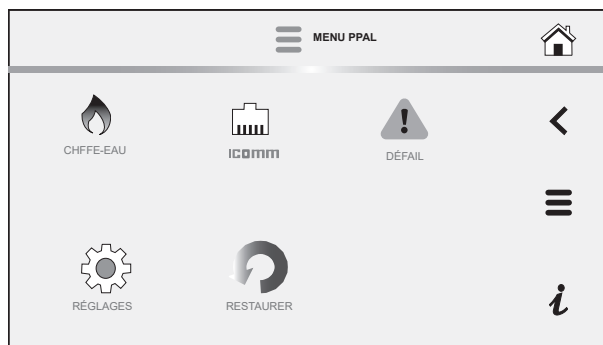 MENU PPAL
CHFFE-EAU
ICOMM
DÉFAIL
RÉGLAGES
RESTAURER